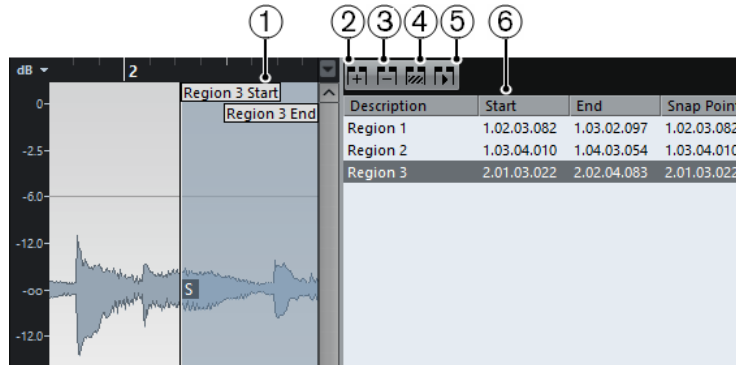 1 2 3 4 5 6
dB 2
Region 3 Start
Region 3 End
0
-2.5
-6.0
-12.0
-oo
-12.0
S
Description Start End Snap Point
Region 1 1.02.03.082 1.03.02.097 1.02.03.082
Region 2 1.03.04.010 1.04.03.054 1.03.04.010
Region 3 2.01.03.022 2.02.04.083 2.01.03.022